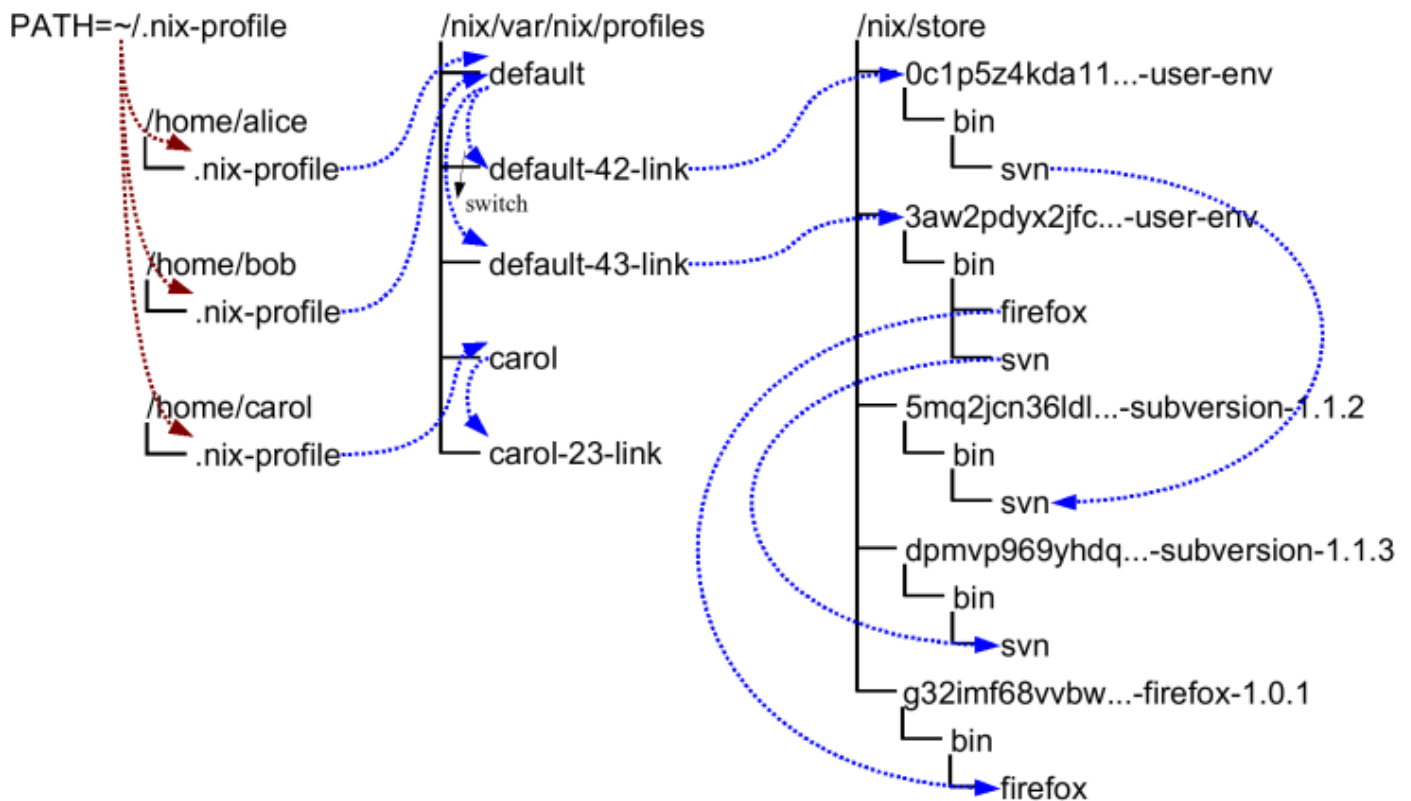 PATH=~/.nix-profile
/home/alice
.nix-profile
/home/bob
.nix-profile
/home/carol
.nix-profile
/nix/var/nix/profiles
default
default-42-link
switch
default-43-link
carol
carol-23-link
/nix/store
0c1p5z4kda11...-user-env
bin
svn
3aw2pdyx2jfc...-user-env
bin
firefox
svn
5mq2jcn36ldl...-subversion-1.1.2
bin
svn
dpmvp969yhdq...-subversion-1.1.3
bin
svn
g32imf68vvbw...-firefox-1.0.1
bin
firefox